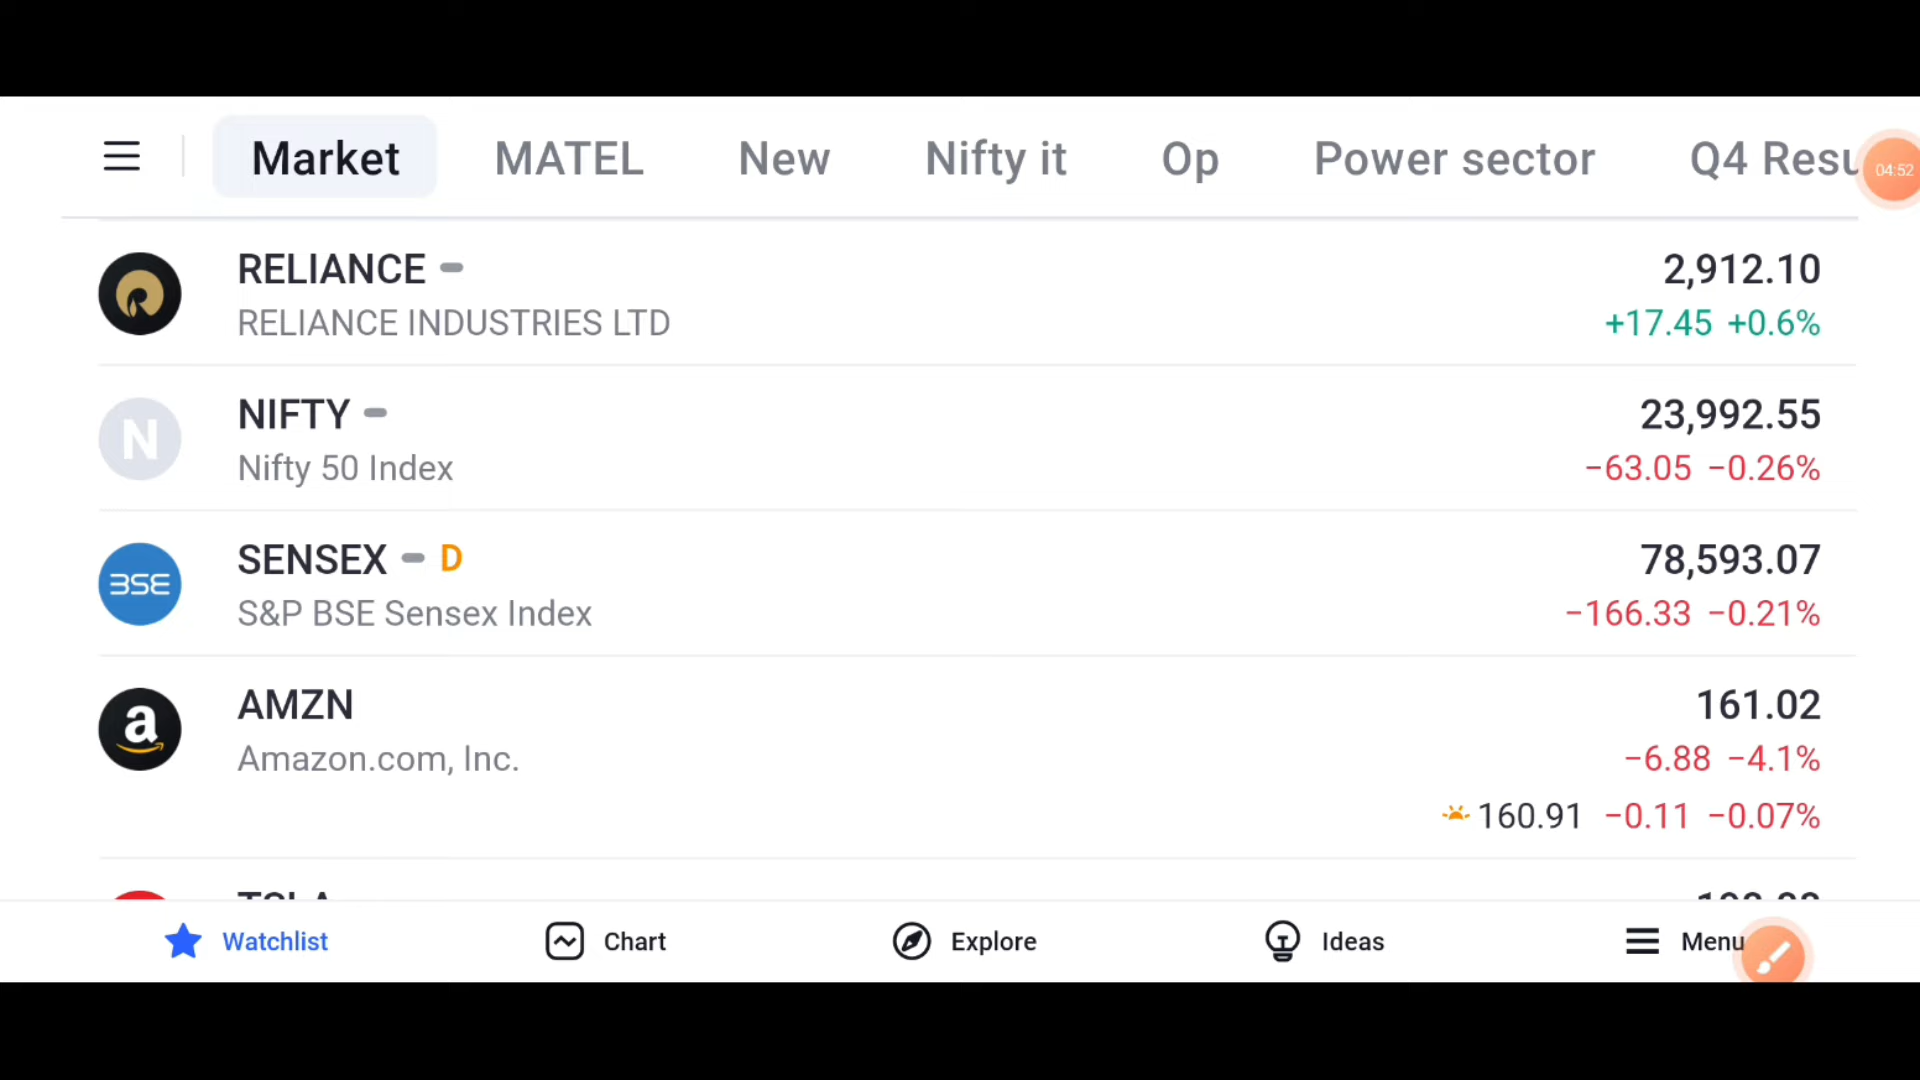 Market MATEL New Nifty it Op Power sector Q4 Resu
04:52
RELIANCE 2,912.10
RELIANCE INDUSTRIES LTD +17.45 +0.6%
N
NIFTY 23,992.55
Nifty 50 Index −63.05 −0.26%
BSE
SENSEX D 78,593.07
S&P BSE Sensex Index −166.33 −0.21%
a
AMZN 161.02
Amazon.com, Inc. −6.88 −4.1%
160.91 −0.11 −0.07%
Watchlist Chart Explore Ideas Menu